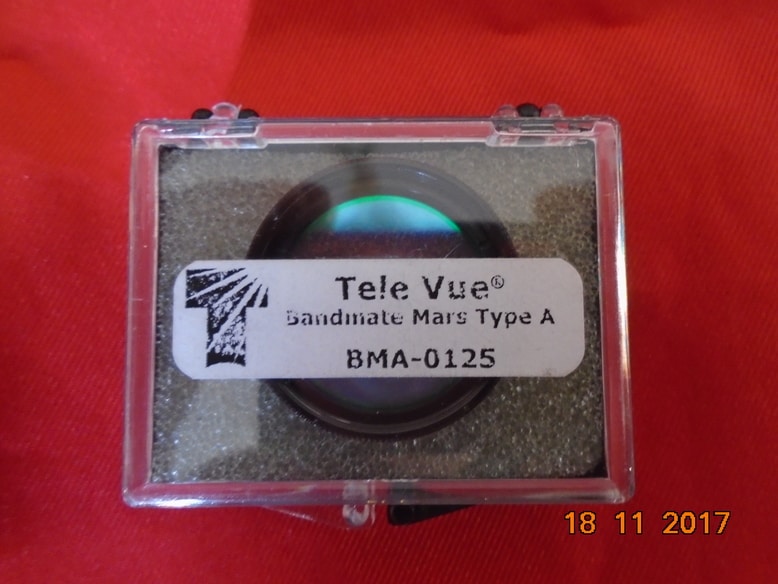 Tele Vue®
Bandmate Mars Type A
BMA-0125
18 11 2017